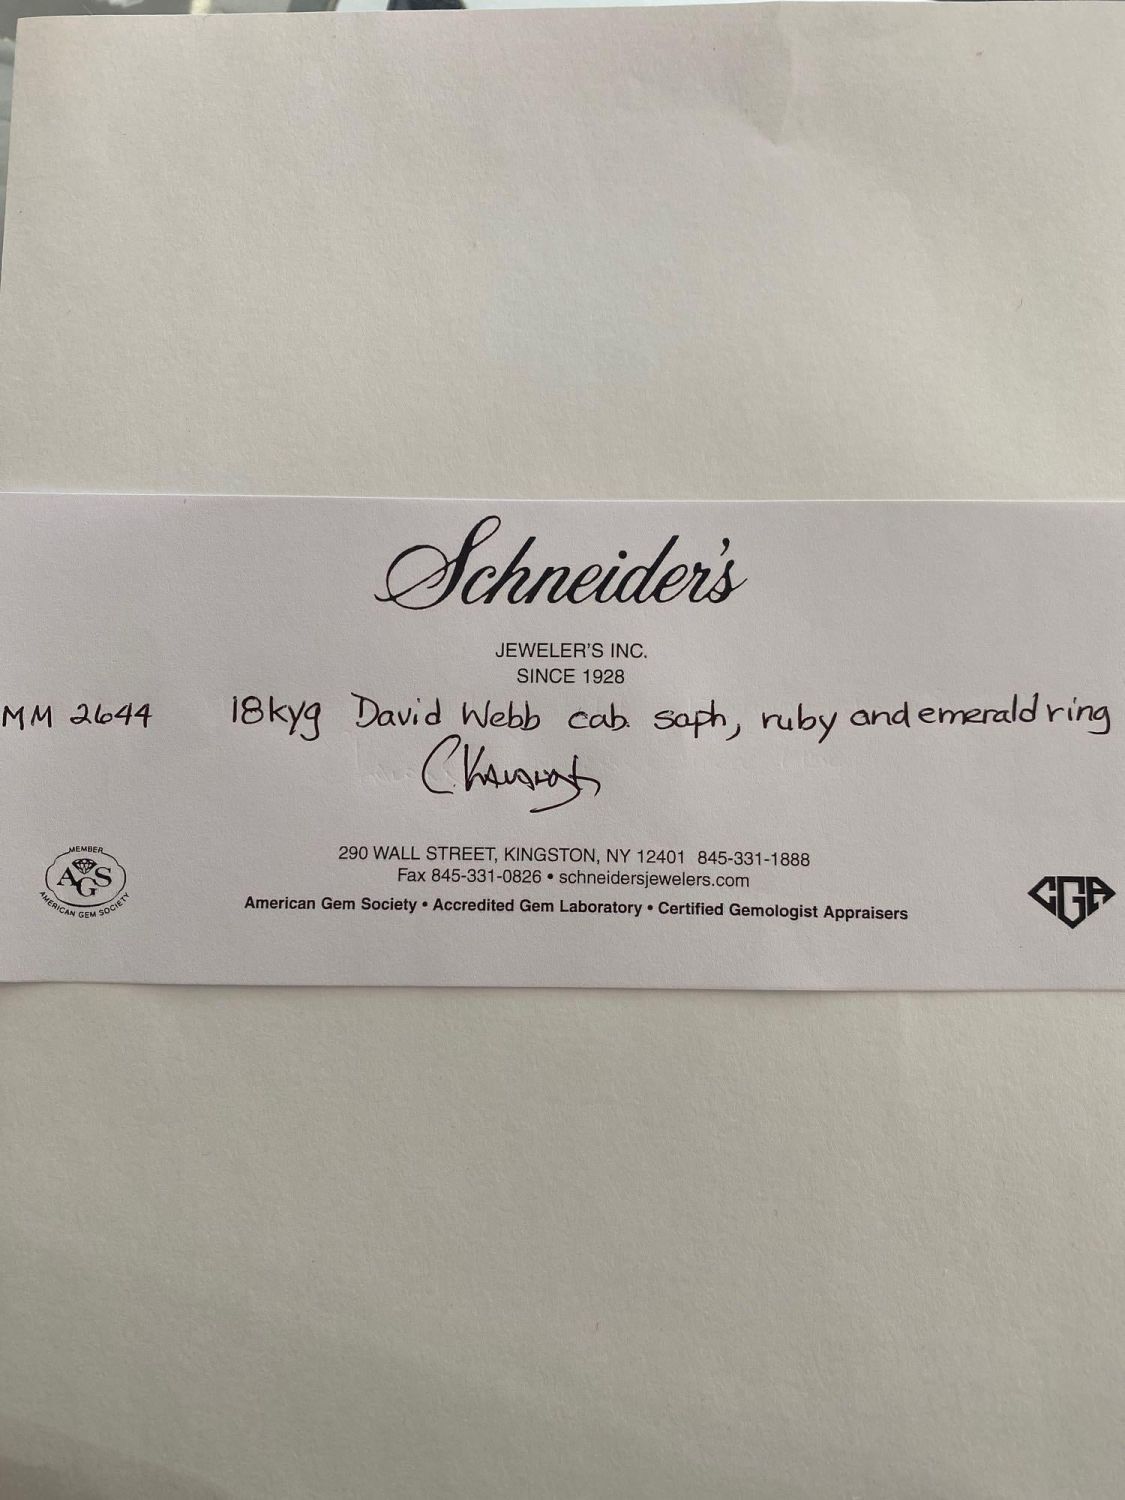 Schneider's
JEWELER'S INC.
SINCE 1928
MM 2644 18kyg David Webb cab. saph, ruby and emerald ring
290 WALL STREET, KINGSTON, NY 12401 845-331-1888
Fax 845-331-0826 • schneidersjewelers.com
American Gem Society • Accredited Gem Laboratory • Certified Gemologist Appraisers
MEMBER
AGS
AMERICAN GEM SOCIETY
CGA